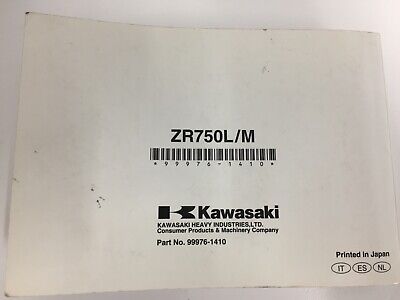 ZR750L/M
*99976-1410*
Kawasaki
KAWASAKI HEAVY INDUSTRIES,LTD.
Consumer Products & Machinery Company
Part No. 99976-1410
Printed in Japan
IT ES NL